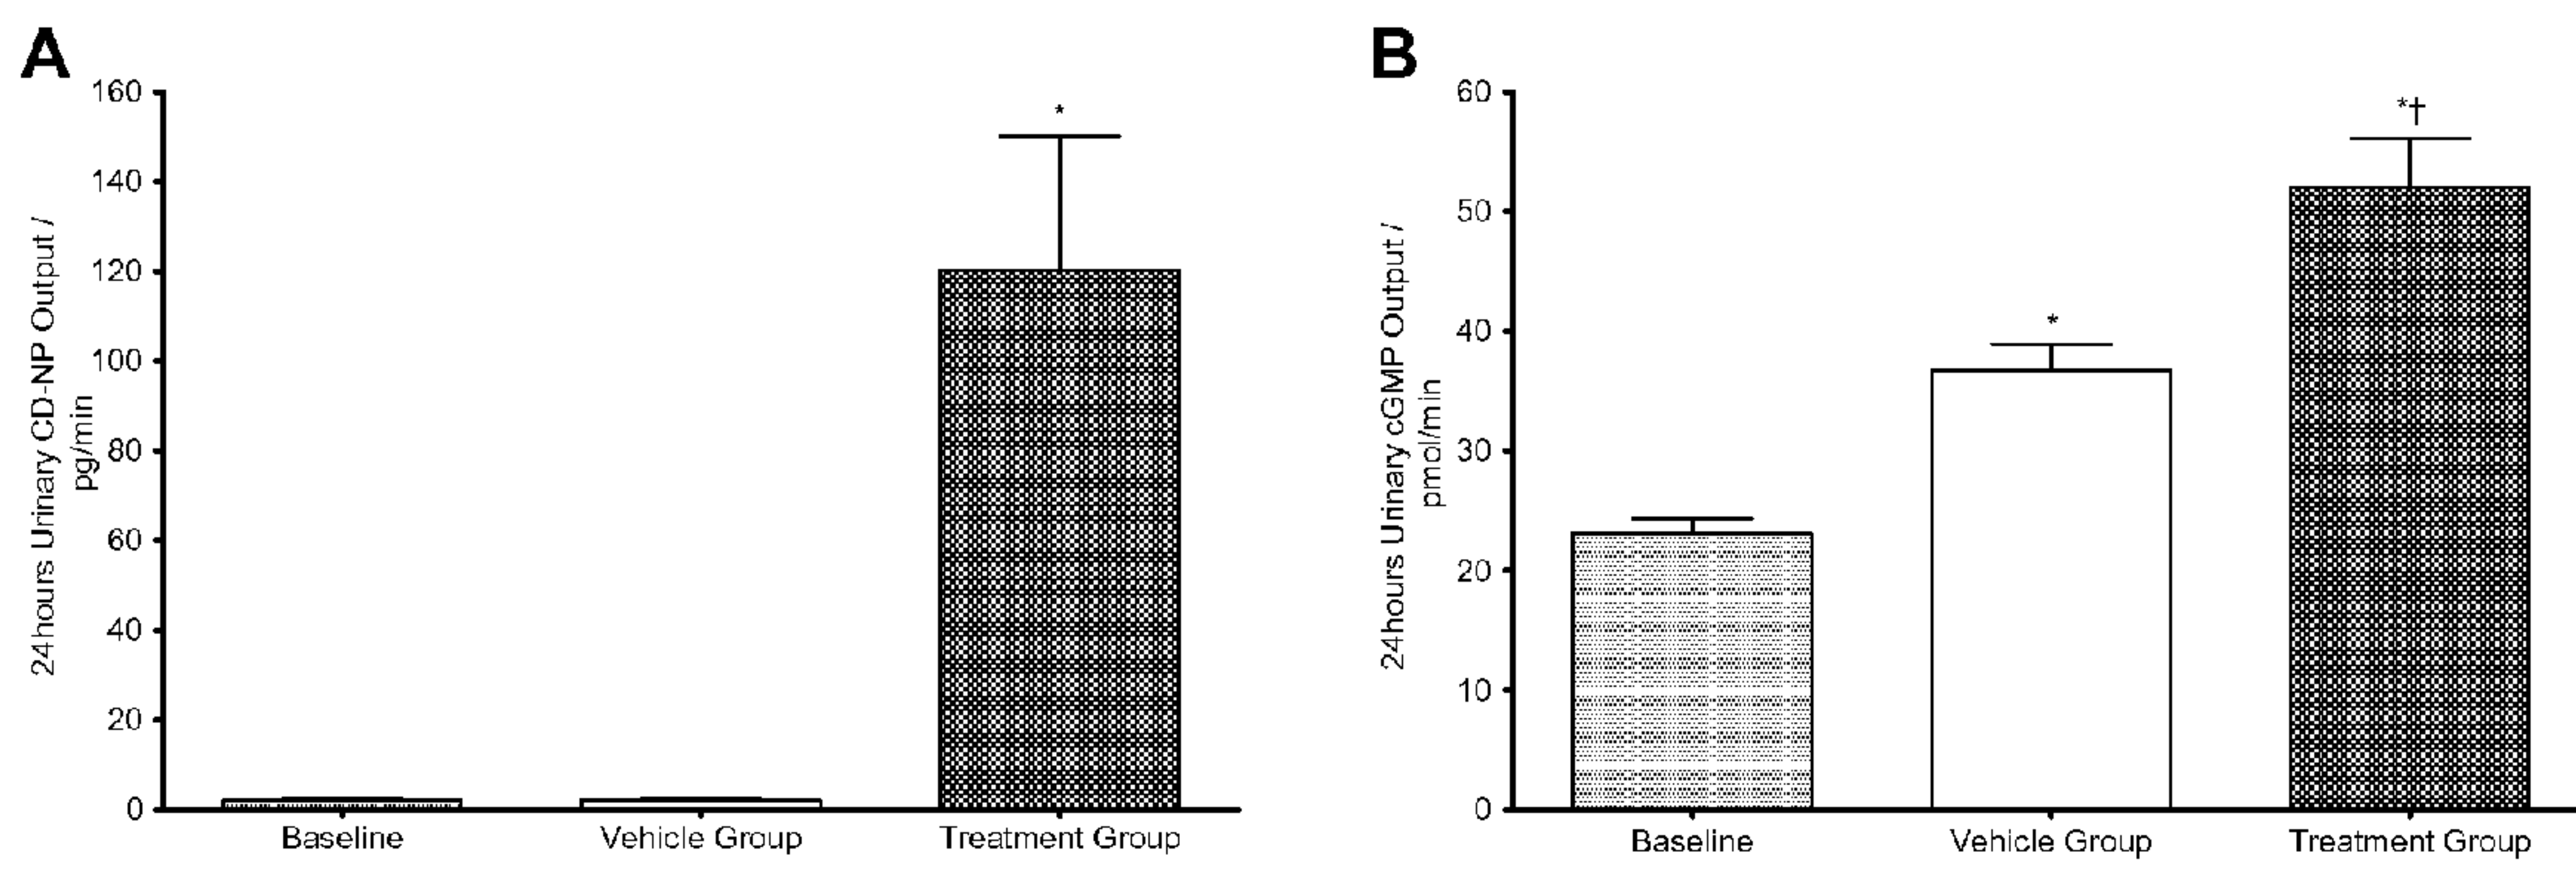 A
160
140
120
100
80
60
40
20
0
24hours Urinary CD-NP Output /
pg/min
*
Baseline
Vehicle Group
Treatment Group
B
60
50
40
30
20
10
0
24hours Urinary cGMP Output /
pmol/min
*
*†
Baseline
Vehicle Group
Treatment Group